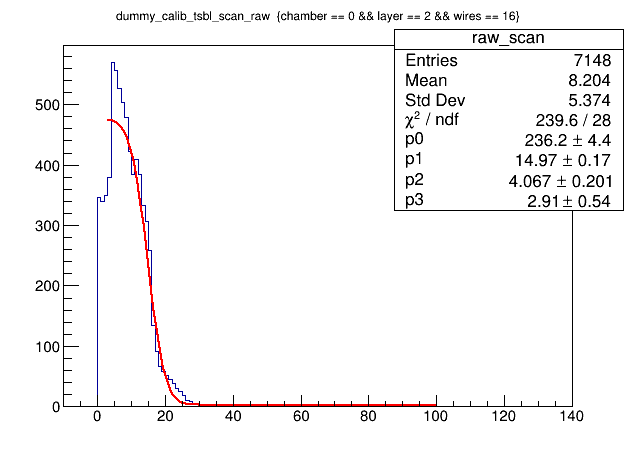 dummy_calib_tsbl_scan_raw {chamber == 0 && layer == 2 && wires == 16}
raw_scan
Entries 7148
Mean 8.204
Std Dev 5.374
χ² / ndf 239.6 / 28
p0 236.2 ± 4.4
p1 14.97 ± 0.17
p2 4.067 ± 0.201
p3 2.91 ± 0.54
500
400
300
200
100
0
0 20 40 60 80 100 120 140